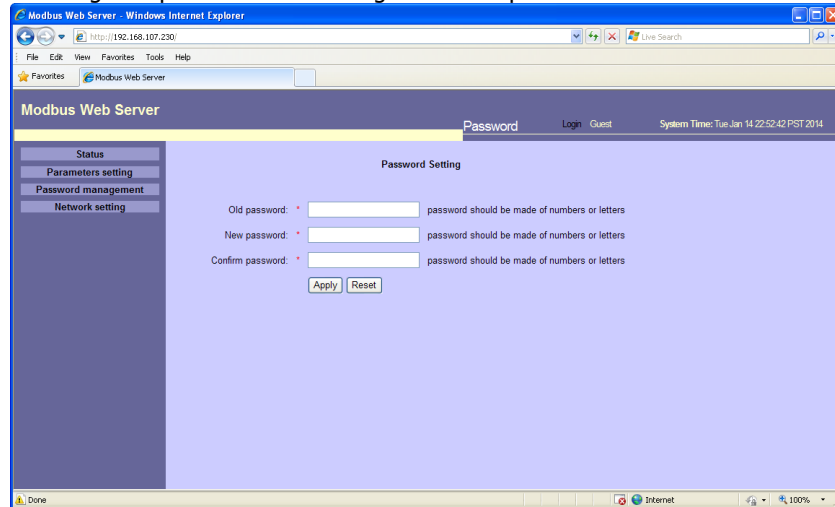 Modbus Web Server - Windows Internet Explorer
http://192.168.107.230/
Live Search
File Edit View Favorites Tools Help
Favorites Modbus Web Server
Modbus Web Server
Password Login Guest System Time: Tue Jan 14 22:52:42 PST 2014
Status
Parameters setting
Password management
Network setting
Password Setting
Old password: * password should be made of numbers or letters
New password: * password should be made of numbers or letters
Confirm password: * password should be made of numbers or letters
Apply Reset
Done Internet 100%